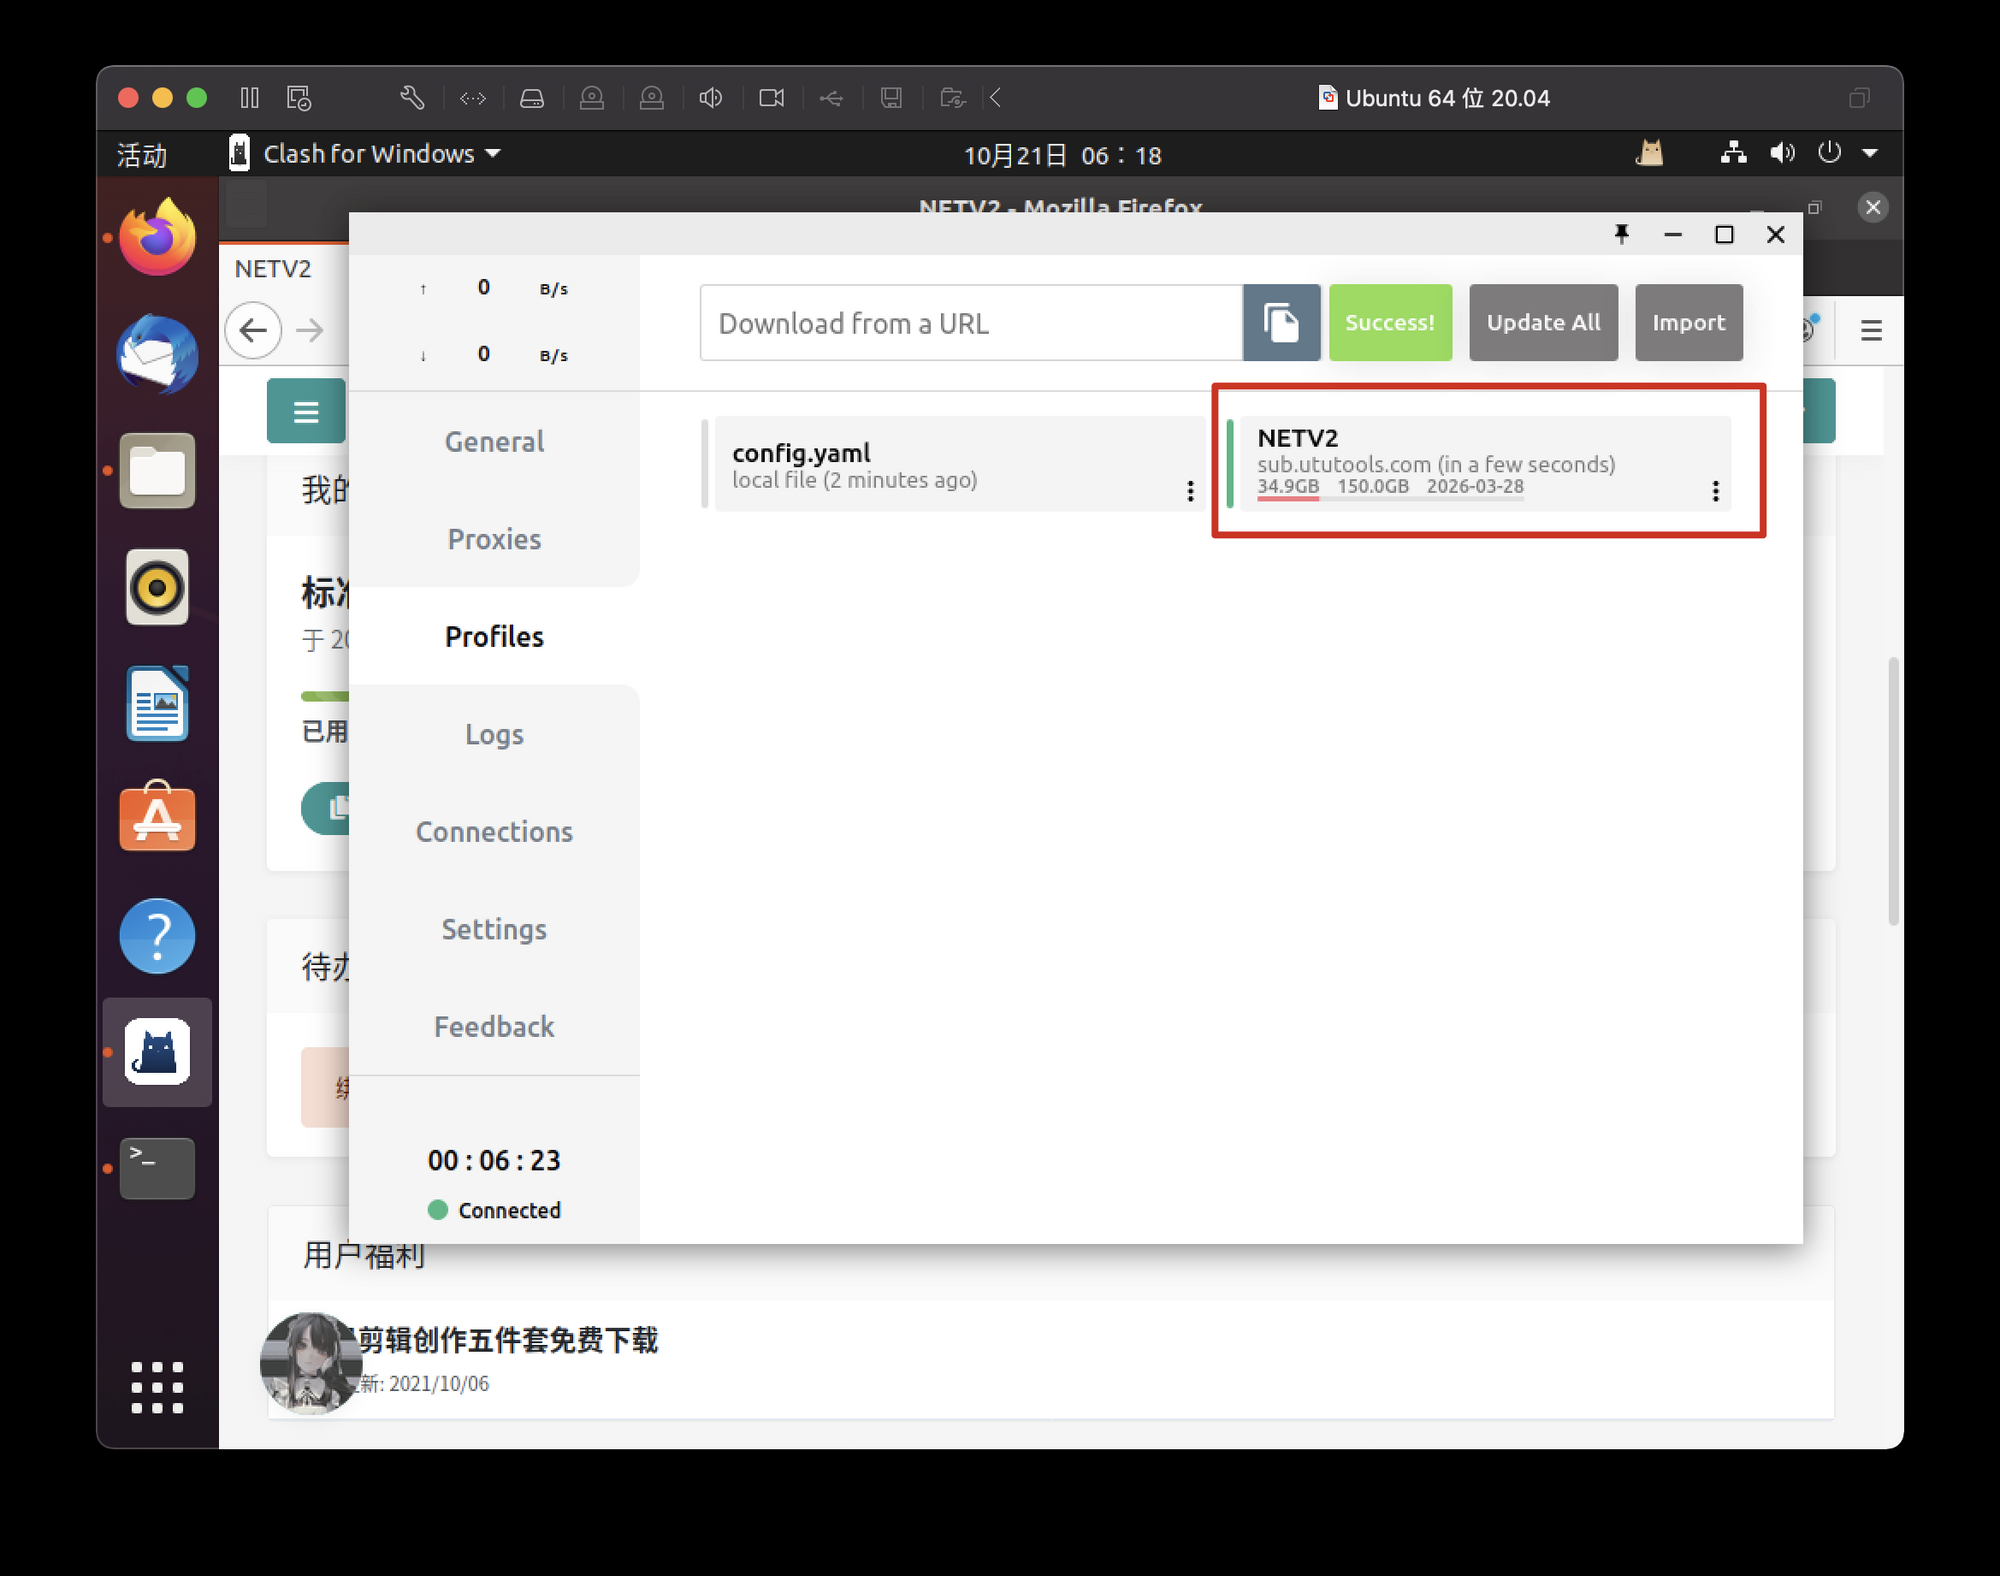 Ubuntu 64 位 20.04
活动
Clash for Windows
10月21日 06：18
NETV2 - Mozilla Firefox
NETV2
↑ 0 B/s
↓ 0 B/s
Download from a URL
Success!
Update All
Import
General
Proxies
Profiles
Logs
Connections
Settings
Feedback
00 : 06 : 23
Connected
config.yaml
local file (2 minutes ago)
NETV2
sub.ututools.com (in a few seconds)
34.9GB 150.0GB 2026-03-28
我的
标准
于 20
已用
待办
绑
用户福利
剪辑创作五件套免费下载
新: 2021/10/06